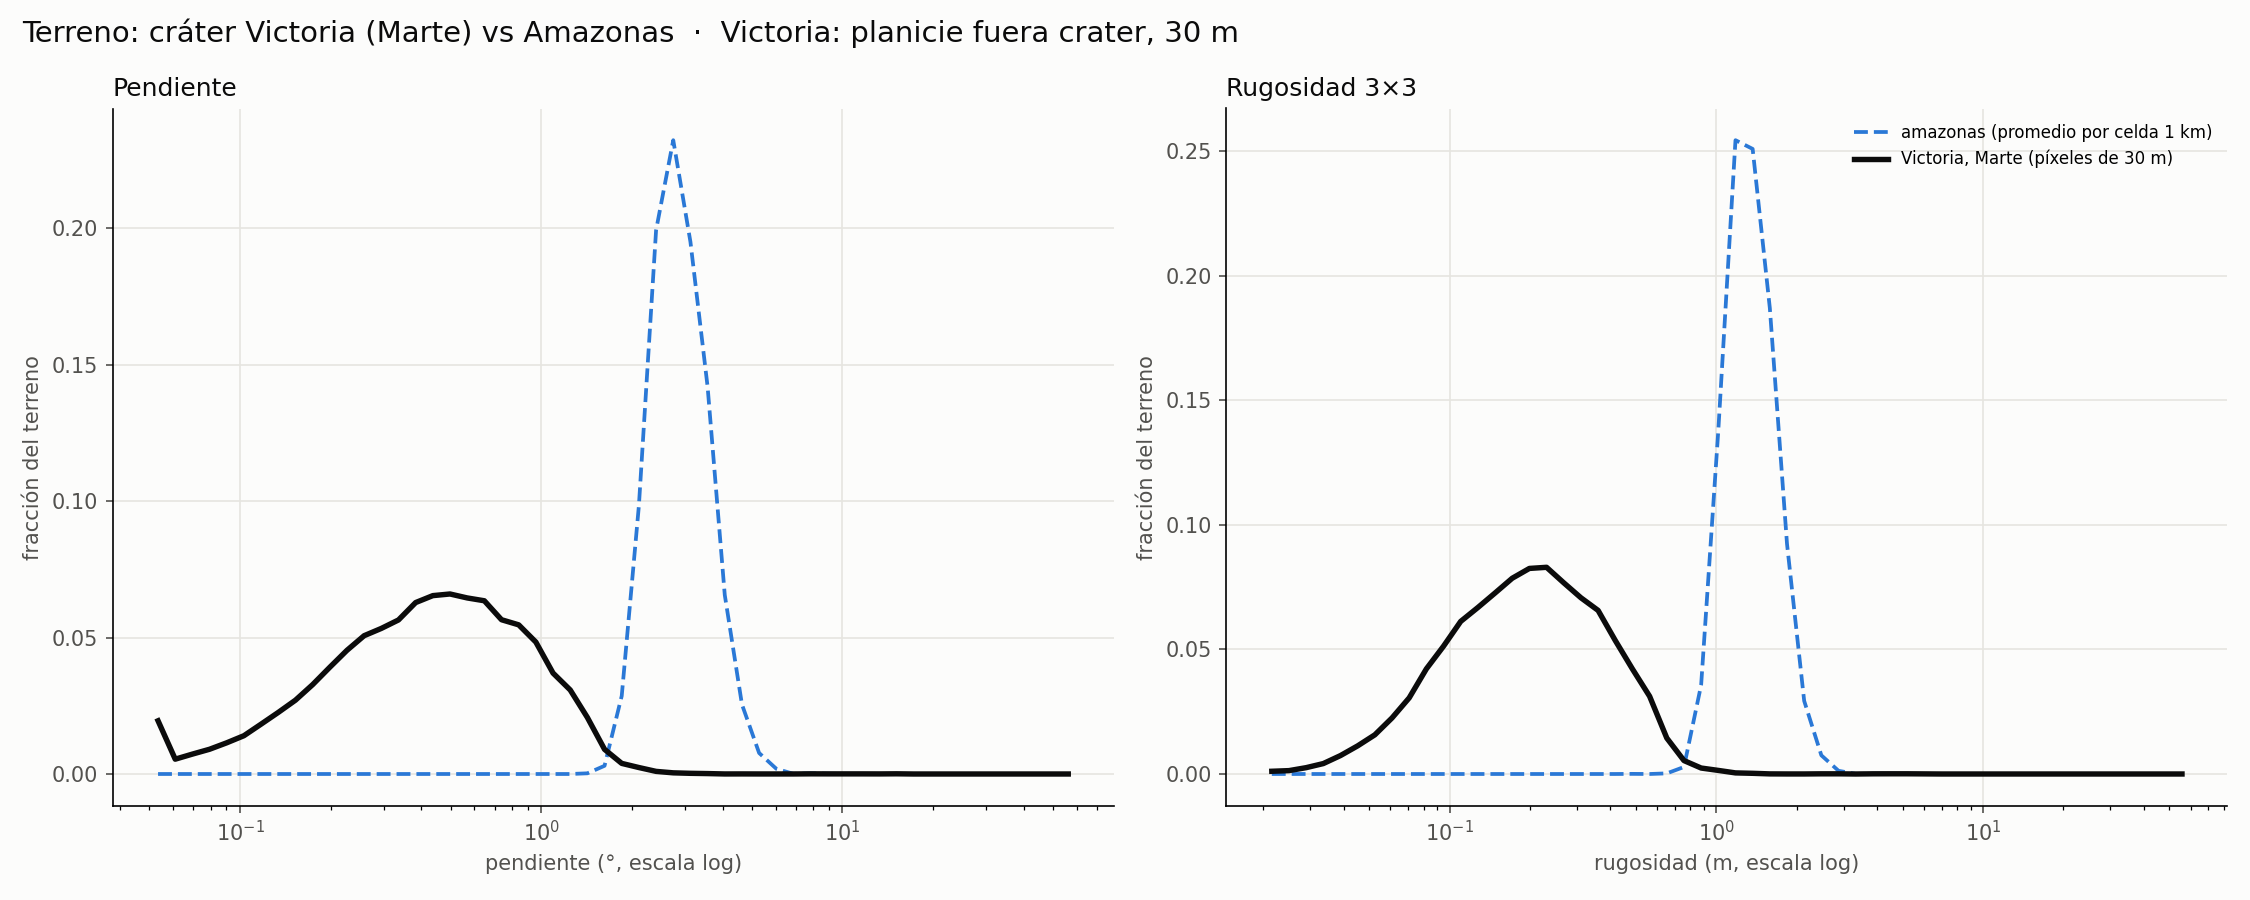 Terreno: cráter Victoria (Marte) vs Amazonas · Victoria: planicie fuera crater, 30 m
Pendiente
fracción del terreno
0.20
0.15
0.10
0.05
0.00
10⁻¹
10⁰
10¹
pendiente (°, escala log)
Rugosidad 3×3
amazonas (promedio por celda 1 km)
Victoria, Marte (píxeles de 30 m)
fracción del terreno
0.25
0.20
0.15
0.10
0.05
0.00
10⁻¹
10⁰
10¹
rugosidad (m, escala log)